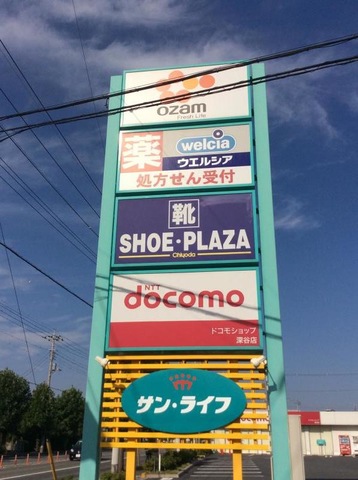 ozam
Fresh Life
薬
welcia
ウエルシア
処方せん受付
靴
SHOE・PLAZA
Chiyoda
NTT
docomo
ドコモショップ
深谷店
サン・ライフ